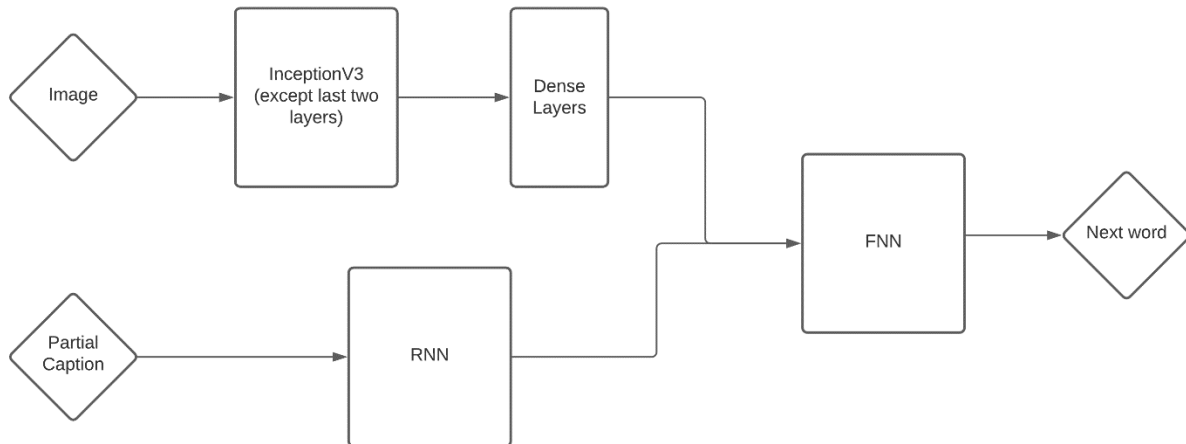 Image
InceptionV3
(except last two
layers)
Dense
Layers
FNN
Next word
Partial
Caption
RNN